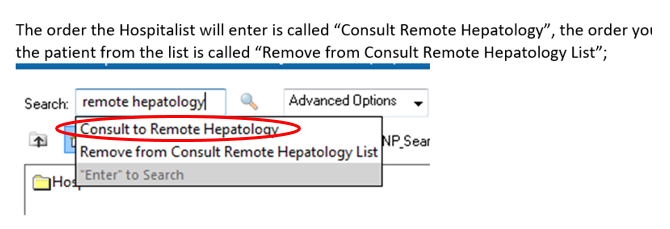 The order the Hospitalist will enter is called “Consult Remote Hepatology”, the order
the patient from the list is called “Remove from Consult Remote Hepatology List”;
Search: remote hepatology Advanced Options
Consult to Remote Hepatology
Remove from Consult Remote Hepatology List NP_Sear
"Enter" to Search
Hos